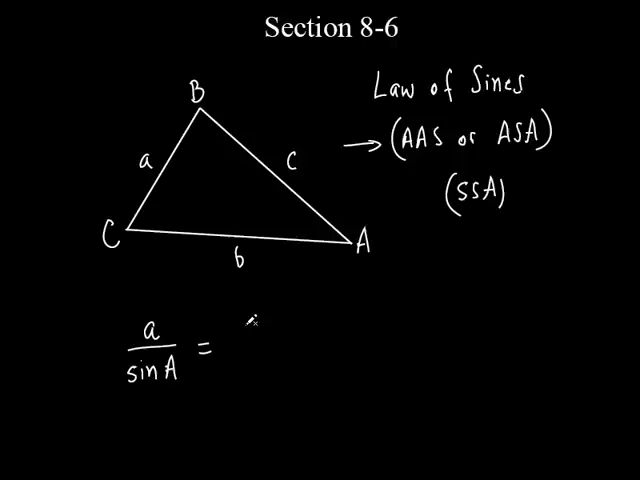 Section 8-6
Law of Sines
→ (AAS or ASA)
(SSA)
B
a
c
C
b
A
a
sin A
=